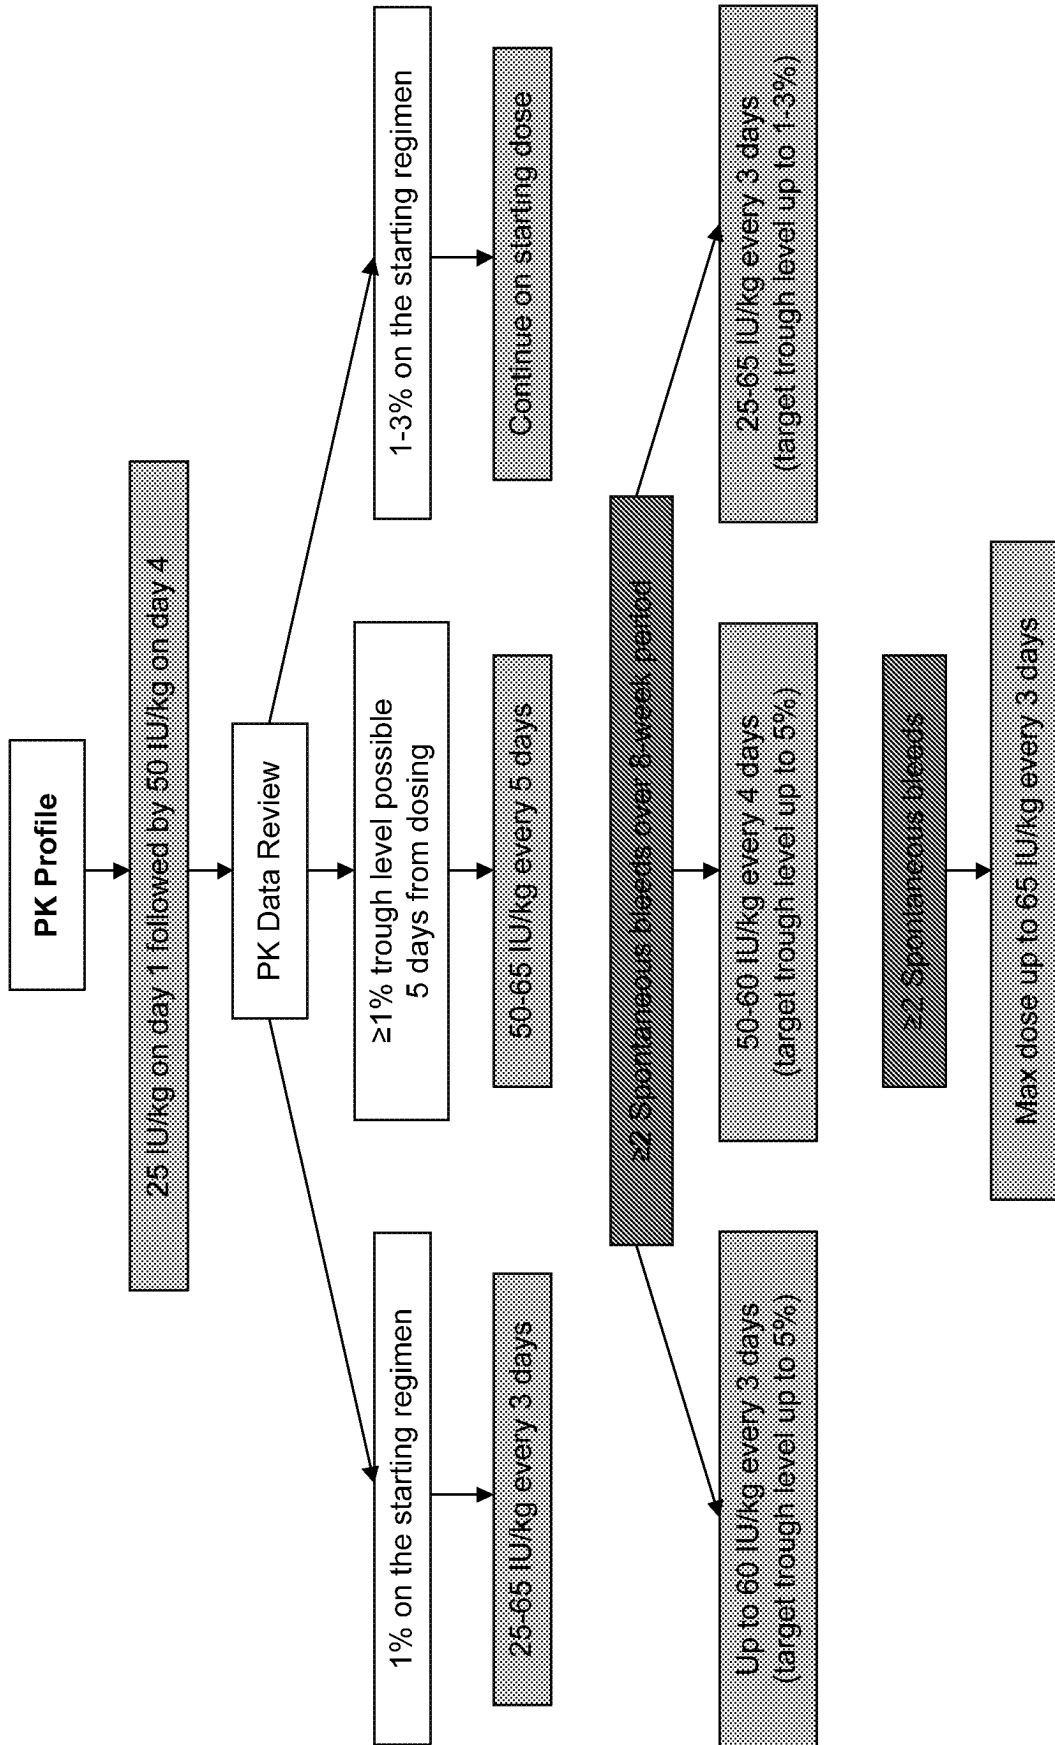 PK Profile
25 IU/kg on day 1 followed by 50 IU/kg on day 4
PK Data Review
1% on the starting regimen
≥1% trough level possible
5 days from dosing
1-3% on the starting regimen
25-65 IU/kg every 3 days
50-65 IU/kg every 5 days
Continue on starting dose
≥2 Spontaneous bleeds over 8-week period
Up to 60 IU/kg every 3 days
(target trough level up to 5%)
50-60 IU/kg every 4 days
(target trough level up to 5%)
25-65 IU/kg every 3 days
(target trough level up to 1-3%)
≥2 Spontaneous bleeds
Max dose up to 65 IU/kg every 3 days